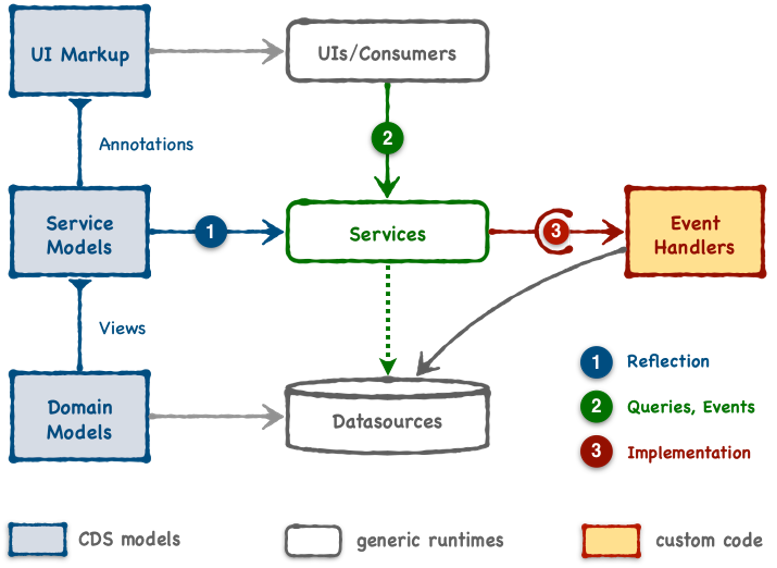 UI Markup
UIs/Consumers
2
Annotations
Service
Models
1
Services
3
Event
Handlers
Views
1 Reflection
2 Queries, Events
3 Implementation
Domain
Models
Datasources
CDS models
generic runtimes
custom code